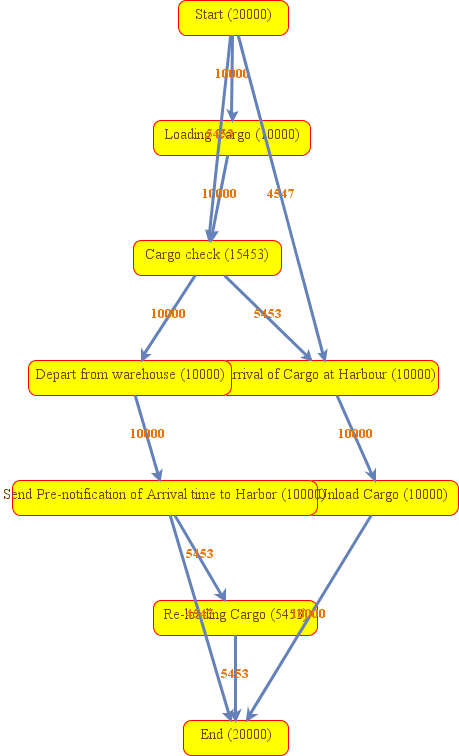 Start (20000)
10000
5453
Loading Cargo (10000)
10000
4547
Cargo check (15453)
10000
5453
Depart from warehouse (10000)
rrival of Cargo at Harbour (10000)
10000
10000
Send Pre-notification of Arrival time to Harbor (10000)
Unload Cargo (10000)
5453
Re-loading Cargo (5453)
10000
5453
End (20000)